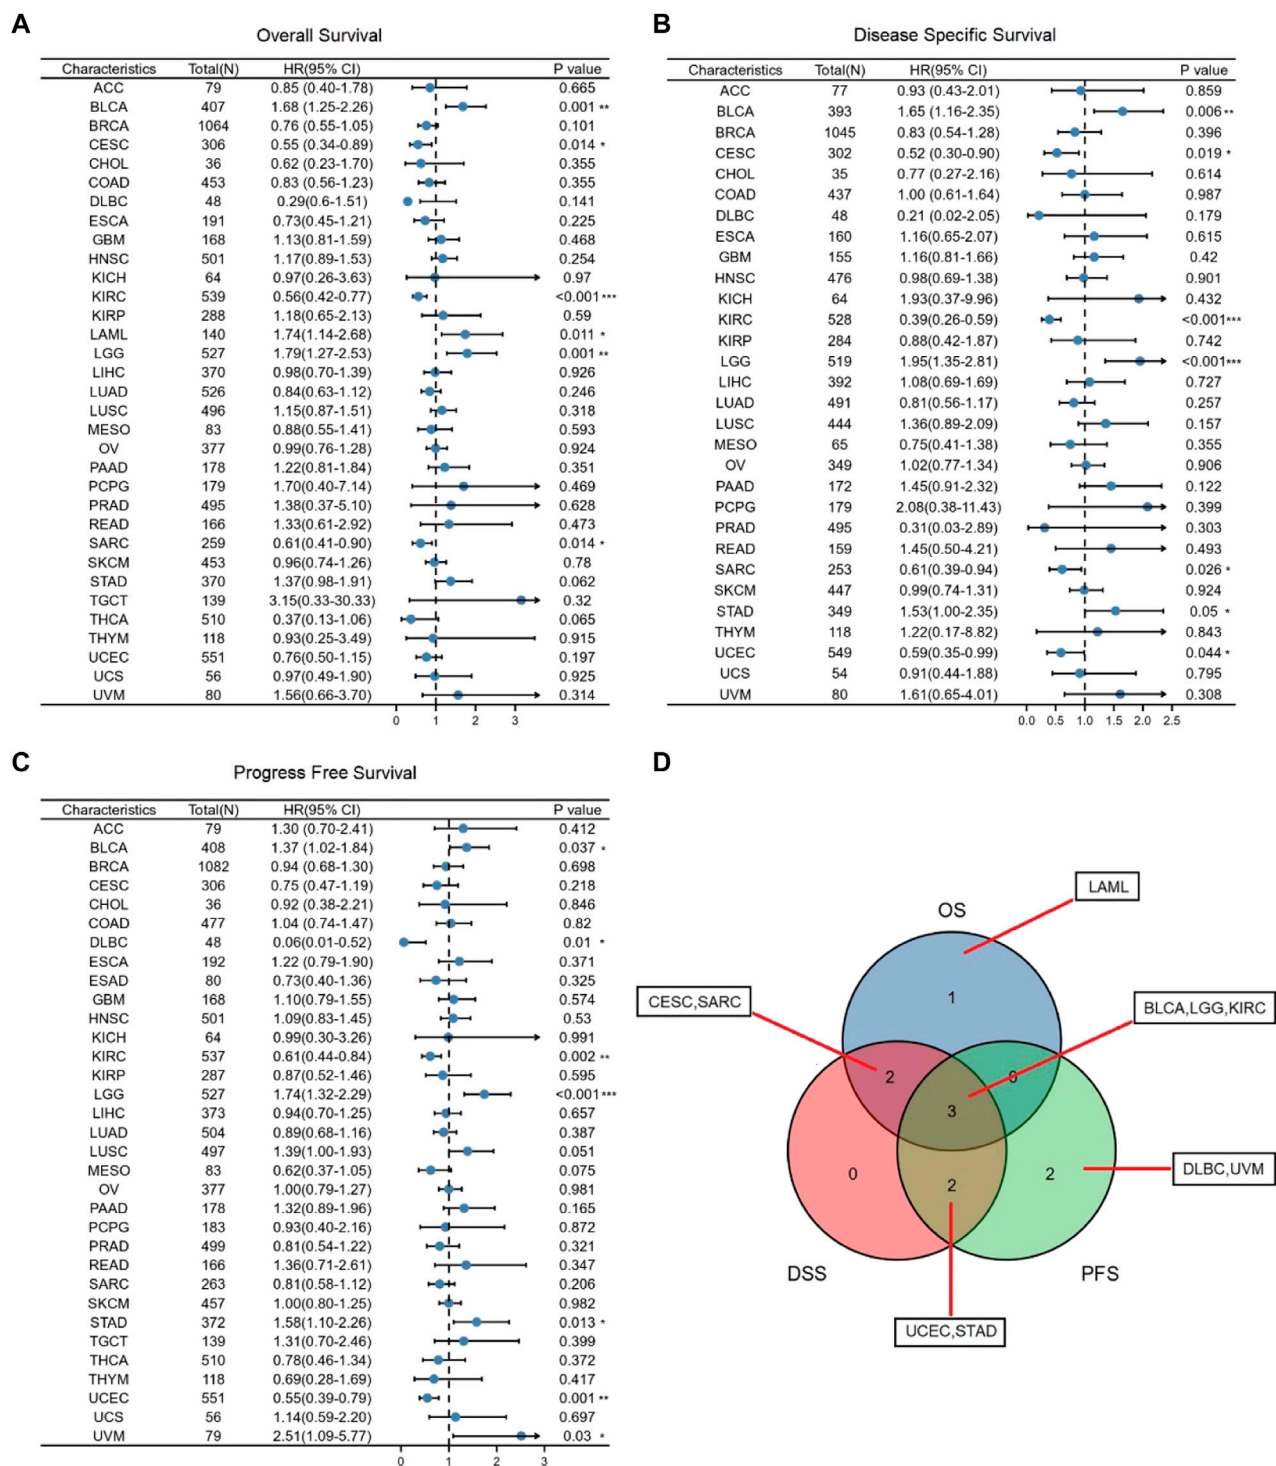 A
Overall Survival
Characteristics Total(N) HR(95% CI) P value
ACC 79 0.85 (0.40-1.78) 0.665
BLCA 407 1.68 (1.25-2.26) 0.001 **
BRCA 1064 0.76 (0.55-1.05) 0.101
CESC 306 0.55 (0.34-0.89) 0.014 *
CHOL 36 0.62 (0.23-1.70) 0.355
COAD 453 0.83 (0.56-1.23) 0.355
DLBC 48 0.29(0.6-1.51) 0.141
ESCA 191 0.73(0.45-1.21) 0.225
GBM 168 1.13(0.81-1.59) 0.468
HNSC 501 1.17(0.89-1.53) 0.254
KICH 64 0.97(0.26-3.63) 0.97
KIRC 539 0.56(0.42-0.77) <0.001 ***
KIRP 288 1.18(0.65-2.13) 0.59
LAML 140 1.74(1.14-2.68) 0.011 *
LGG 527 1.79(1.27-2.53) 0.001 **
LIHC 370 0.98(0.70-1.39) 0.926
LUAD 526 0.84(0.63-1.12) 0.246
LUSC 496 1.15(0.87-1.51) 0.318
MESO 83 0.88(0.55-1.41) 0.593
OV 377 0.99(0.76-1.28) 0.924
PAAD 178 1.22(0.81-1.84) 0.351
PCPG 179 1.70(0.40-7.14) 0.469
PRAD 495 1.38(0.37-5.10) 0.628
READ 166 1.33(0.61-2.92) 0.473
SARC 259 0.61(0.41-0.90) 0.014 *
SKCM 453 0.96(0.74-1.26) 0.78
STAD 370 1.37(0.98-1.91) 0.062
TGCT 139 3.15(0.33-30.33) 0.32
THCA 510 0.37(0.13-1.06) 0.065
THYM 118 0.93(0.25-3.49) 0.915
UCEC 551 0.76(0.50-1.15) 0.197
UCS 56 0.97(0.49-1.90) 0.925
UVM 80 1.56(0.66-3.70) 0.314
0 1 2 3
B
Disease Specific Survival
Characteristics Total(N) HR(95% CI) P value
ACC 77 0.93 (0.43-2.01) 0.859
BLCA 393 1.65 (1.16-2.35) 0.006 **
BRCA 1045 0.83 (0.54-1.28) 0.396
CESC 302 0.52 (0.30-0.90) 0.019 *
CHOL 35 0.77 (0.27-2.16) 0.614
COAD 437 1.00 (0.61-1.64) 0.987
DLBC 48 0.21 (0.02-2.05) 0.179
ESCA 160 1.16(0.65-2.07) 0.615
GBM 155 1.16(0.81-1.66) 0.42
HNSC 476 0.98(0.69-1.38) 0.901
KICH 64 1.93(0.37-9.96) 0.432
KIRC 528 0.39(0.26-0.59) <0.001 ***
KIRP 284 0.88(0.42-1.87) 0.742
LGG 519 1.95(1.35-2.81) <0.001 ***
LIHC 392 1.08(0.69-1.69) 0.727
LUAD 491 0.81(0.56-1.17) 0.257
LUSC 444 1.36(0.89-2.09) 0.157
MESO 65 0.75(0.41-1.38) 0.355
OV 349 1.02(0.77-1.34) 0.906
PAAD 172 1.45(0.91-2.32) 0.122
PCPG 179 2.08(0.38-11.43) 0.399
PRAD 495 0.31(0.03-2.89) 0.303
READ 159 1.45(0.50-4.21) 0.493
SARC 253 0.61(0.39-0.94) 0.026 *
SKCM 447 0.99(0.74-1.31) 0.924
STAD 349 1.53(1.00-2.35) 0.05 *
THYM 118 1.22(0.17-8.82) 0.843
UCEC 549 0.59(0.35-0.99) 0.044 *
UCS 54 0.91(0.44-1.88) 0.795
UVM 80 1.61(0.65-4.01) 0.308
0.0 0.5 1.0 1.5 2.0 2.5
C
Progress Free Survival
Characteristics Total(N) HR(95% CI) P value
ACC 79 1.30 (0.70-2.41) 0.412
BLCA 408 1.37 (1.02-1.84) 0.037 *
BRCA 1082 0.94 (0.68-1.30) 0.698
CESC 306 0.75 (0.47-1.19) 0.218
CHOL 36 0.92 (0.38-2.21) 0.846
COAD 477 1.04 (0.74-1.47) 0.82
DLBC 48 0.06(0.01-0.52) 0.01 *
ESCA 192 1.22 (0.79-1.90) 0.371
ESAD 80 0.73(0.40-1.36) 0.325
GBM 168 1.10(0.79-1.55) 0.574
HNSC 501 1.09(0.83-1.45) 0.53
KICH 64 0.99(0.30-3.26) 0.991
KIRC 537 0.61(0.44-0.84) 0.002 **
KIRP 287 0.87(0.52-1.46) 0.595
LGG 527 1.74(1.32-2.29) <0.001 ***
LIHC 373 0.94(0.70-1.25) 0.657
LUAD 504 0.89(0.68-1.16) 0.387
LUSC 497 1.39(1.00-1.93) 0.051
MESO 83 0.62(0.37-1.05) 0.075
OV 377 1.00(0.79-1.27) 0.981
PAAD 178 1.32(0.89-1.96) 0.165
PCPG 183 0.93(0.40-2.16) 0.872
PRAD 499 0.81(0.54-1.22) 0.321
READ 166 1.36(0.71-2.61) 0.347
SARC 263 0.81(0.58-1.12) 0.206
SKCM 457 1.00(0.80-1.25) 0.982
STAD 372 1.58(1.10-2.26) 0.013 *
TGCT 139 1.31(0.70-2.46) 0.399
THCA 510 0.78(0.46-1.34) 0.372
THYM 118 0.69(0.28-1.69) 0.417
UCEC 551 0.55(0.39-0.79) 0.001 **
UCS 56 1.14(0.59-2.20) 0.697
UVM 79 2.51(1.09-5.77) 0.03 *
0 1 2 3
D
LAML
OS
CESC,SARC
1
BLCA,LGG,KIRC
2
0
3
0
2
2
DLBC,UVM
DSS
PFS
UCEC,STAD